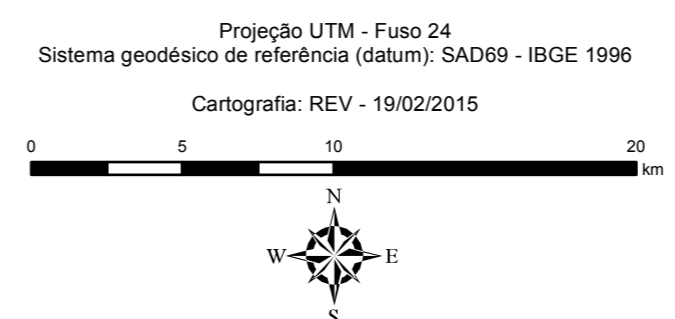 Projeção UTM - Fuso 24
Sistema geodésico de referência (datum): SAD69 - IBGE 1996
Cartografia: REV - 19/02/2015
0 5 10 20
km
N
W E
S